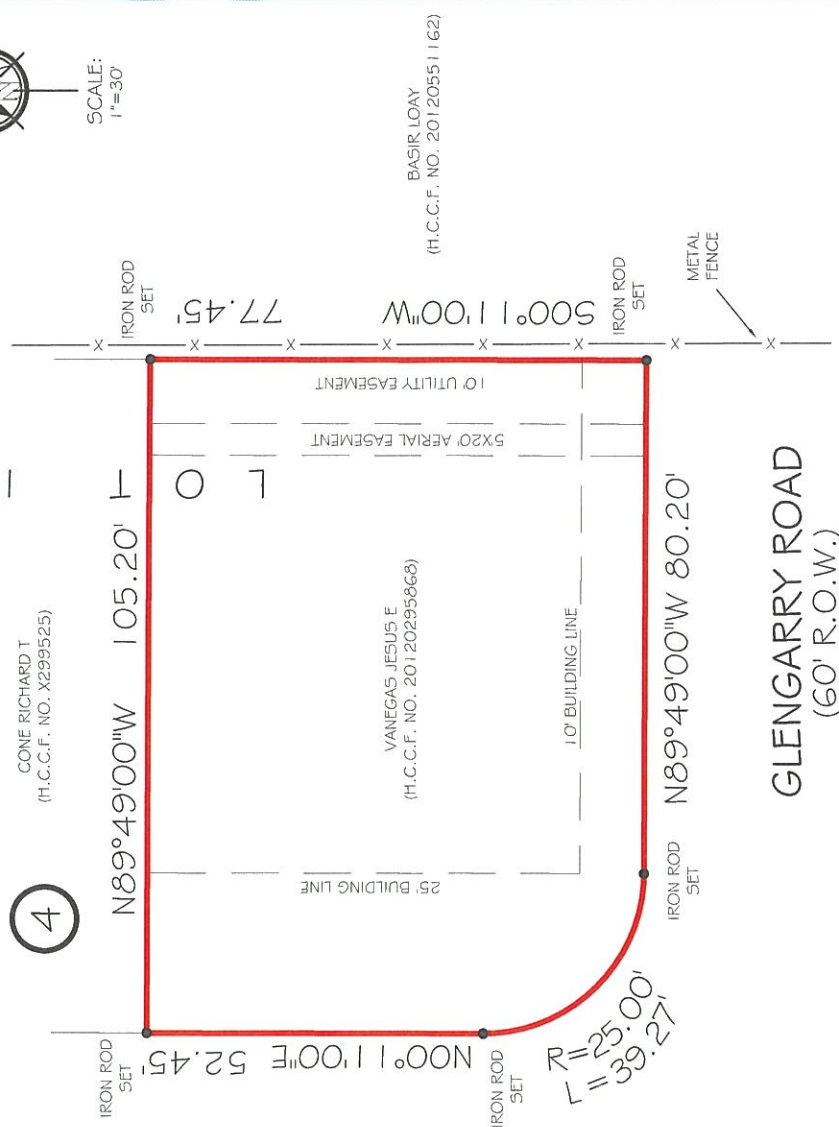 N
SCALE:
1"=30'
BASIR LOAY
(H.C.C.F. NO. 20120551162)
CONE RICHARD T
(H.C.C.F. NO. X299525)
4
N89°49'00"W 105.20'
IRON ROD
SET
S00°11'00"W 77.45'
IRON ROD
SET
METAL
FENCE
X X X X X X X X
10' UTILITY EASEMENT
5X20' AERIAL EASEMENT
LOT 1
VANEGAS JESUS E
(H.C.C.F. NO. 20120295868)
10' BUILDING LINE
25' BUILDING LINE
IRON ROD
SET
N00°11'00"E 52.45'
IRON ROD
SET
R=25.00'
L=39.27'
IRON ROD
SET
N89°49'00"W 80.20'
GLENGARRY ROAD
(60' R.O.W.)